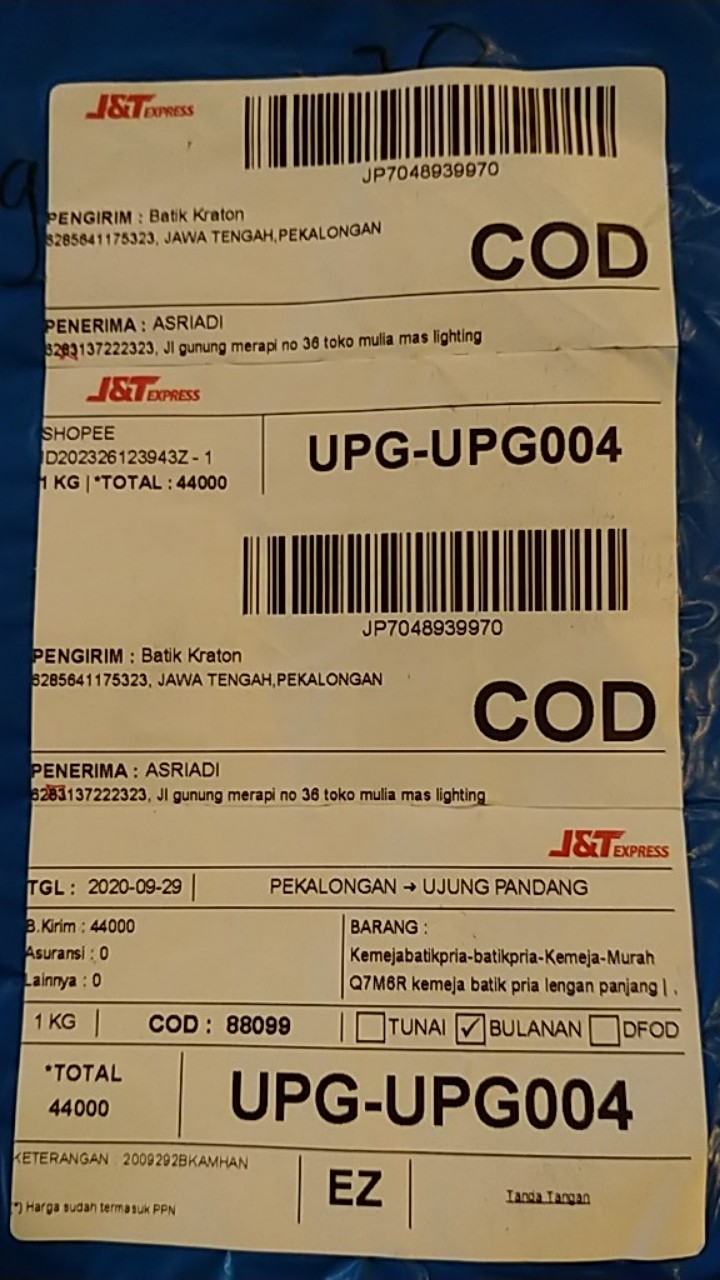 J&T EXPRESS
JP7048939970
PENGIRIM : Batik Kraton
6285641175323, JAWA TENGAH,PEKALONGAN
COD
PENERIMA : ASRIADI
6283137222323, Jl gunung merapi no 36 toko mulia mas lighting
J&T EXPRESS
SHOPEE
ID202326123943Z - 1
1 KG | *TOTAL : 44000
UPG-UPG004
JP7048939970
PENGIRIM : Batik Kraton
6285641175323, JAWA TENGAH,PEKALONGAN
COD
PENERIMA : ASRIADI
6283137222323, Jl gunung merapi no 36 toko mulia mas lighting
J&T EXPRESS
TGL : 2020-09-29 | PEKALONGAN → UJUNG PANDANG
B.Kirim : 44000
Asuransi : 0
Lainnya : 0
BARANG :
Kemejabatikpria-batikpria-Kemeja-Murah
Q7M6R kemeja batik pria lengan panjang | .
1 KG | COD : 88099 | TUNAI ✓ BULANAN DFOD
*TOTAL
44000
UPG-UPG004
KETERANGAN : 2009292BKAMHAN
(*) Harga sudah termasuk PPN
EZ
Tanda Tangan